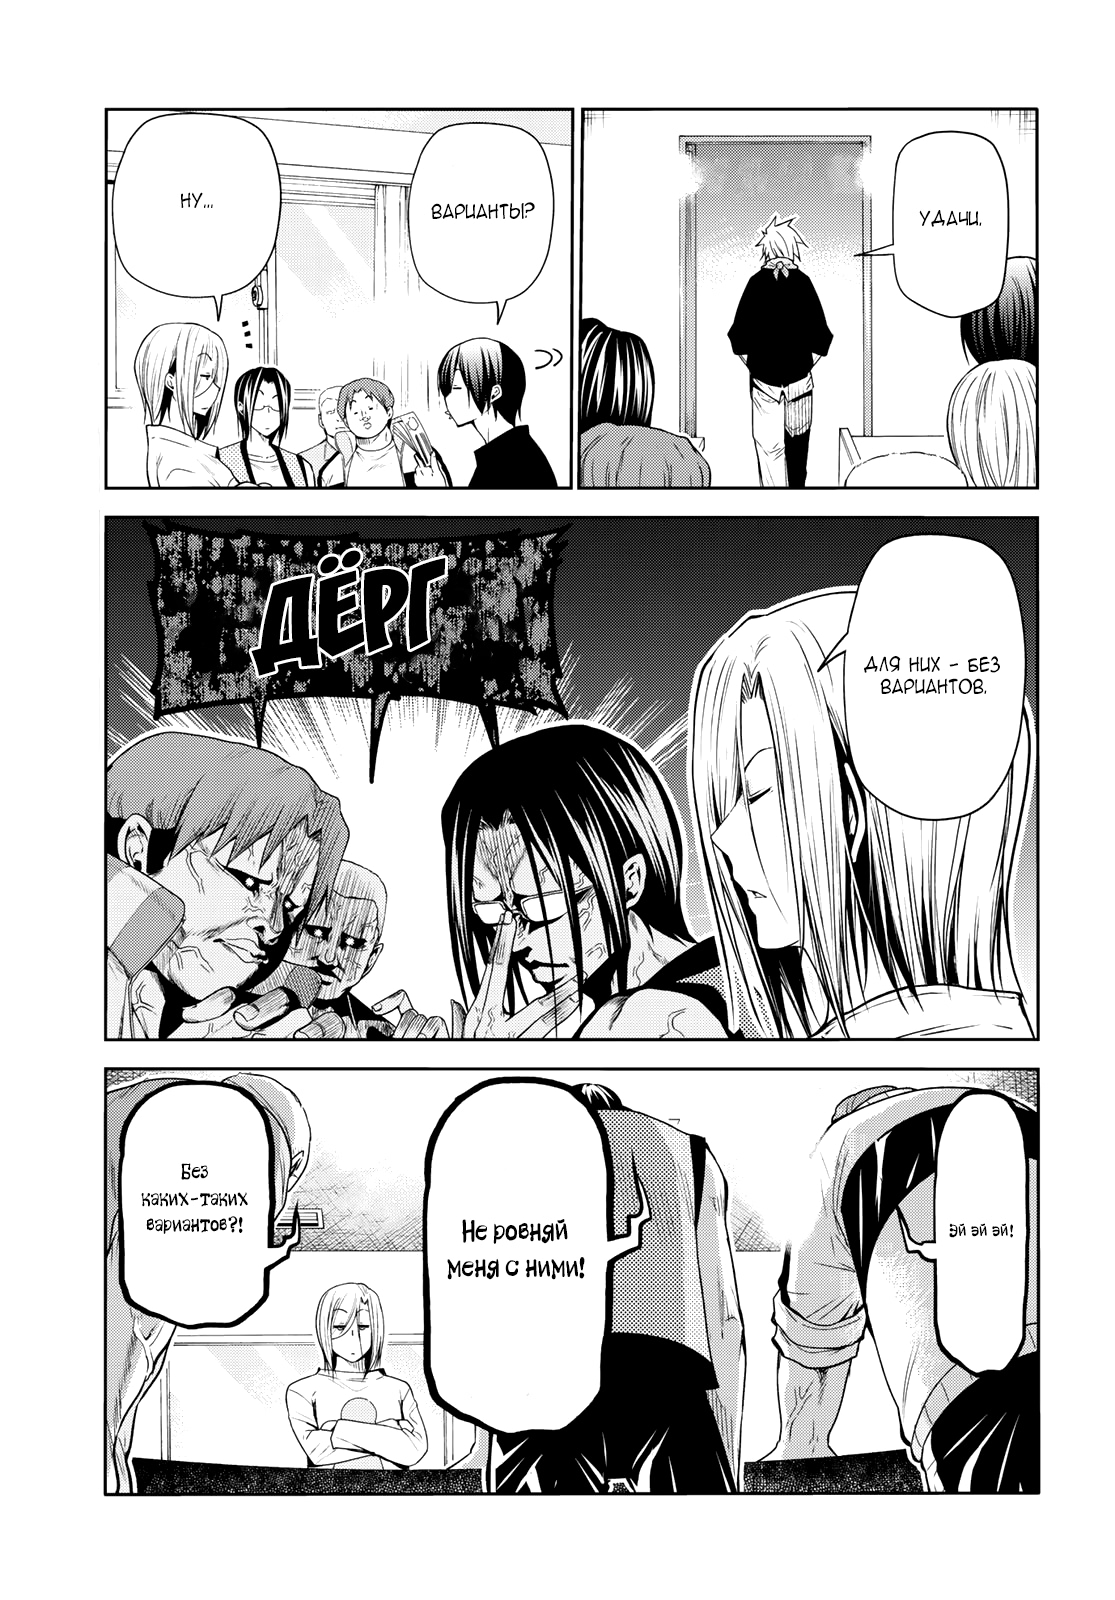 УДАЧИ.
ВАРИАНТЫ?
НУ...
ДЛЯ НИХ - БЕЗ
ВАРИАНТОВ.
ДЁРГ
Эй эй эй!
Не ровняй
меня с ними!
Без
каких-таких
вариантов?!